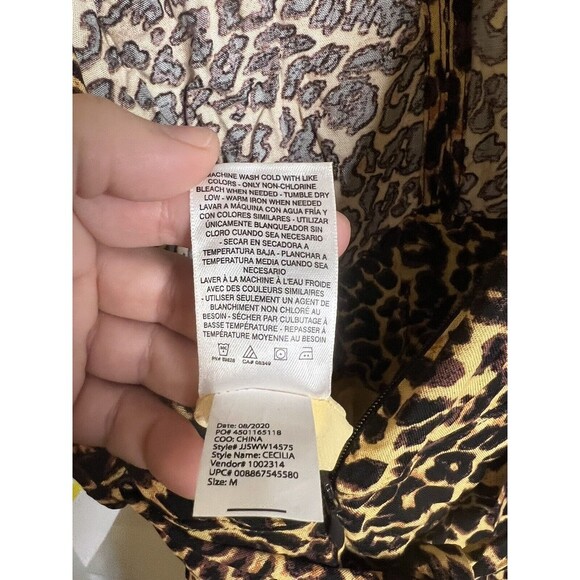 MACHINE WASH COLD WITH LIKE
COLORS - ONLY NON-CHLORINE
BLEACH WHEN NEEDED - TUMBLE DRY
LOW - WARM IRON WHEN NEEDED
LAVAR A MÁQUINA CON AGUA FRÍA Y
CON COLORES SIMILARES - UTILIZAR
ÚNICAMENTE BLANQUEADOR SIN
CLORO CUANDO SEA NECESARIO
- SECAR EN SECADORA A
TEMPERATURA BAJA - PLANCHAR A
TEMPERATURA MEDIA CUANDO SEA
NECESARIO
LAVER À LA MACHINE À L'EAU FROIDE
AVEC DES COULEURS SIMILAIRES
- UTILISER SEULEMENT UN AGENT DE
BLANCHIMENT SANS CHLORE AU
BESOIN - SÉCHER PAR CULBUTAGE À
BASSE TEMPÉRATURE - REPASSER À
TEMPÉRATURE MOYENNE AU BESOIN
Date: 08/2020
PO# 4501165118
COO: CHINA
Style# JJSWW14575
Style Name: CECILIA
Vendor# 1002314
UPC# 008867545580
Size: M